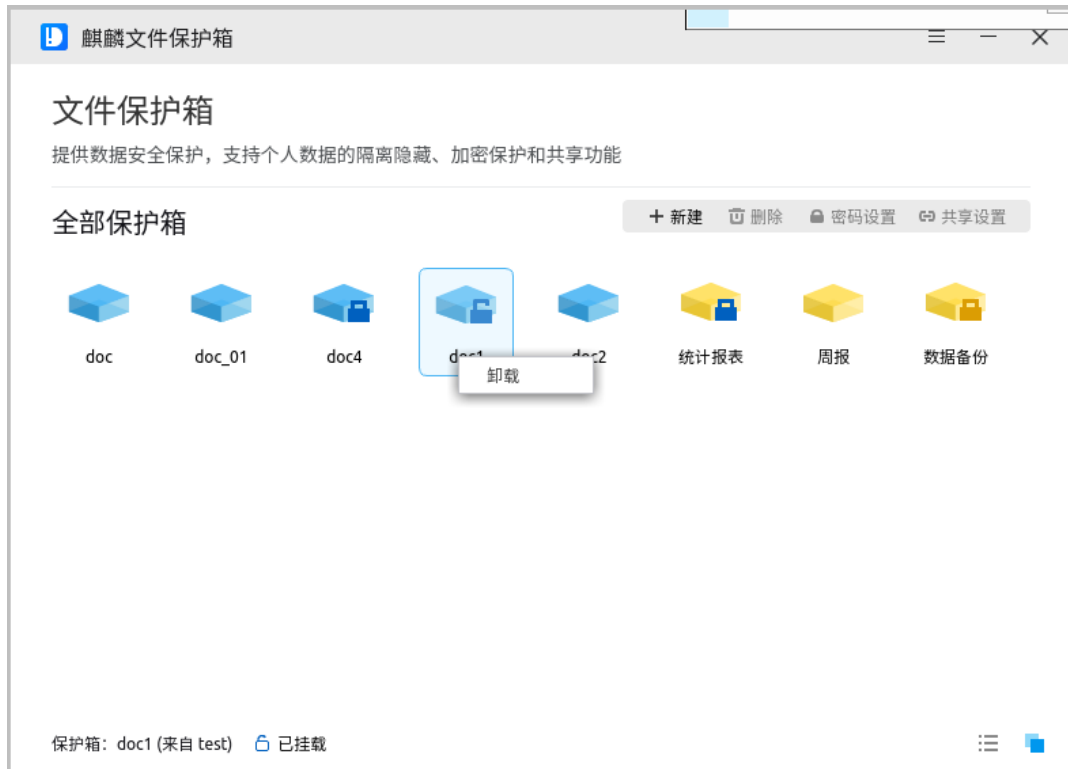 麒麟文件保护箱
文件保护箱
提供数据安全保护，支持个人数据的隔离隐藏、加密保护和共享功能
全部保护箱
新建 删除 密码设置 共享设置
doc doc_01 doc4 doc1 doc2 统计报表 周报 数据备份
卸载
保护箱：doc1 (来自 test) 已挂载